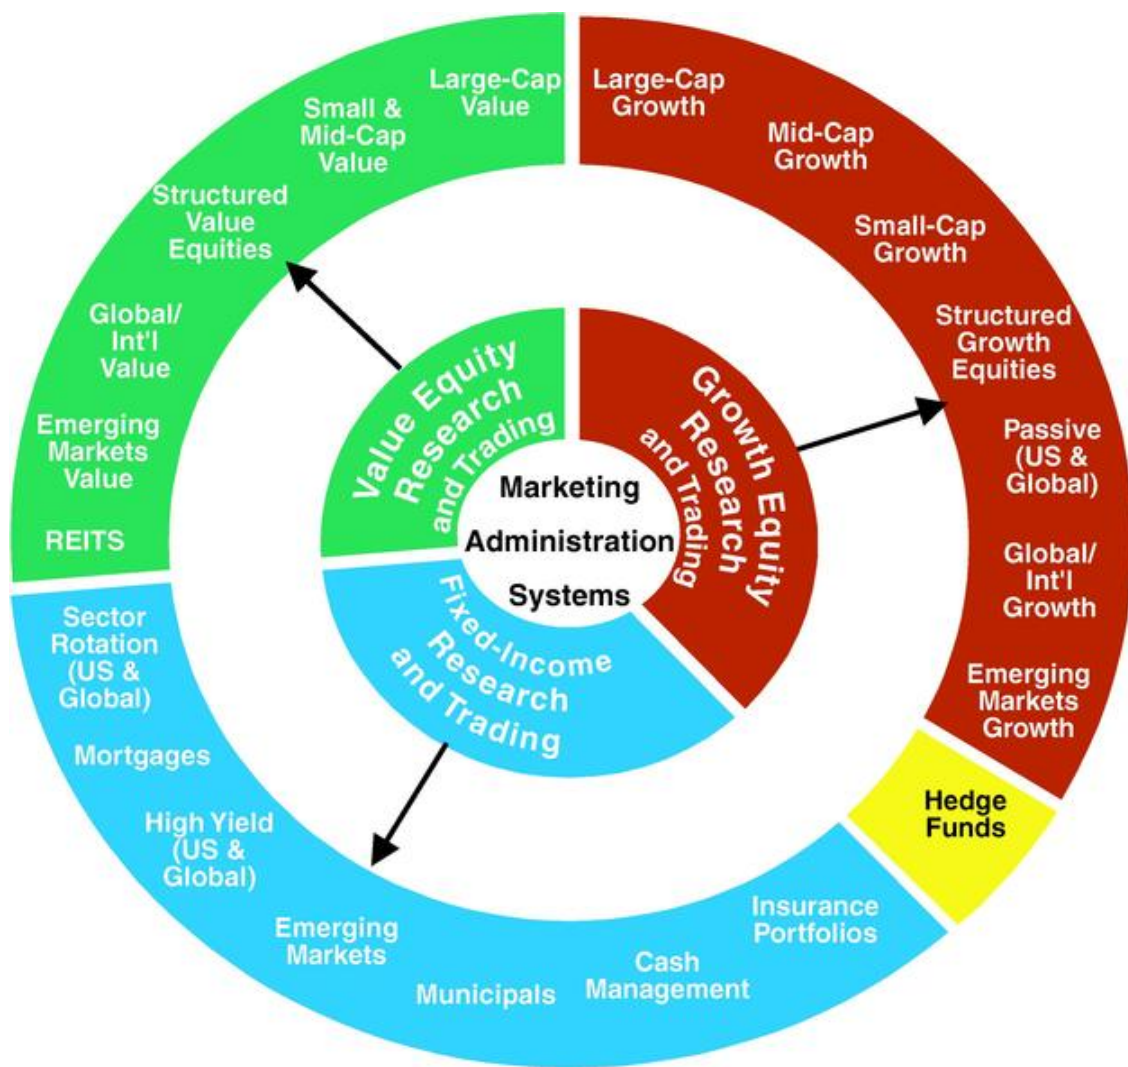 Large-Cap
Value
Small &
Mid-Cap
Value
Structured
Value
Equities
Global/
Int'l
Value
Emerging
Markets
Value
REITS
Large-Cap
Growth
Mid-Cap
Growth
Small-Cap
Growth
Structured
Growth
Equities
Passive
(US &
Global)
Global/
Int'l
Growth
Emerging
Markets
Growth
Hedge
Funds
Sector
Rotation
(US &
Global)
Mortgages
High Yield
(US &
Global)
Emerging
Markets
Municipals
Cash
Management
Insurance
Portfolios
Value Equity
Research
and Trading
Growth Equity
Research
and Trading
Fixed-Income
Research
and Trading
Marketing
Administration
Systems